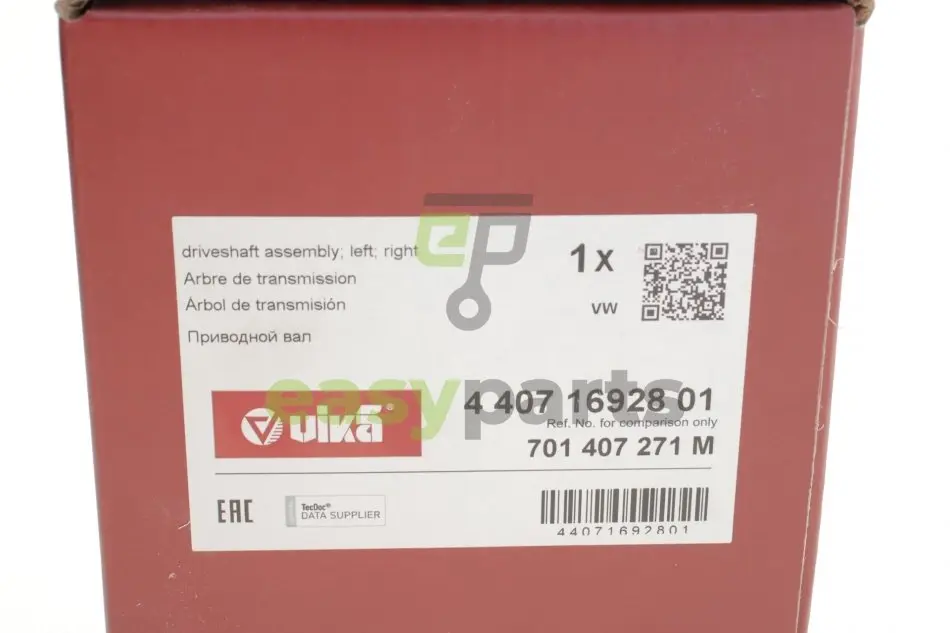 driveshaft assembly; left; right
Arbre de transmission
Árbol de transmisión
Приводной вал
1x
VW
ep
easyparts
vika®
4 407 16928 01
Ref. No. for comparison only
701 407 271 M
EAC
TecDoc®
DATA SUPPLIER
44071692801